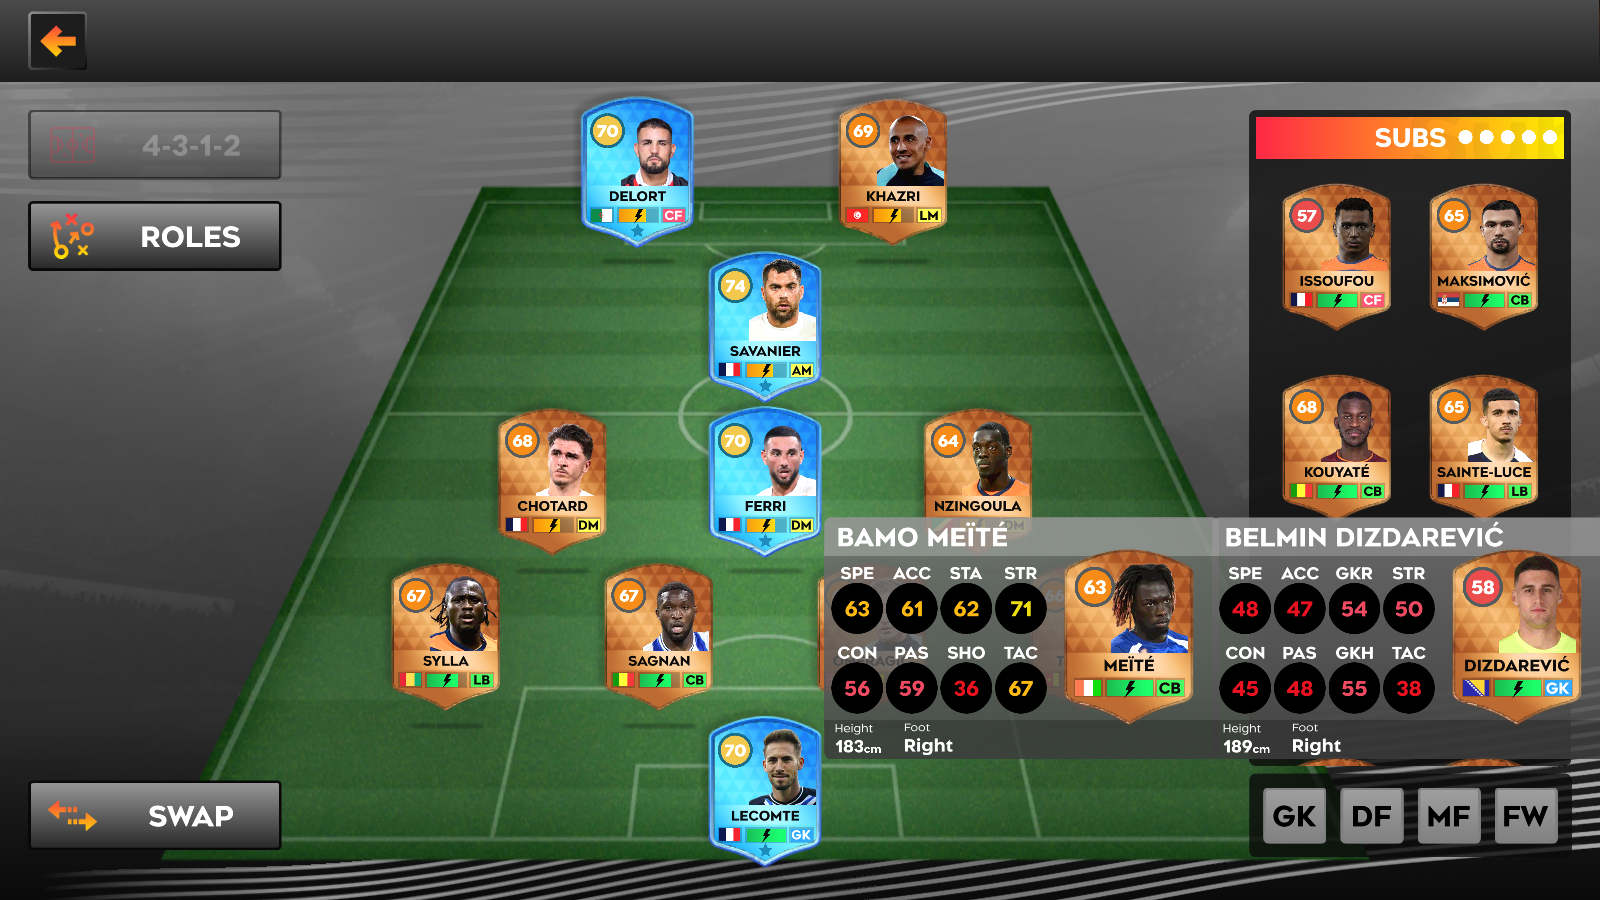 4-3-1-2
ROLES
SWAP
70
DELORT
CF
69
KHAZRI
LM
74
SAVANIER
AM
68
CHOTARD
DM
70
FERRI
DM
64
NZINGOULA
DM
67
SYLLA
LB
67
SAGNAN
CB
66
70
LECOMTE
GK
SUBS
57
ISSOUFOU
CF
65
MAKSIMOVIĆ
CB
68
KOUYATÉ
CB
65
SAINTE-LUCE
LB
BAMO MEÏTÉ
SPE ACC STA STR
63 61 62 71
CON PAS SHO TAC
56 59 36 67
Height Foot
183cm Right
63
MEÏTÉ
CB
BELMIN DIZDAREVIĆ
SPE ACC GKR STR
48 47 54 50
CON PAS GKH TAC
45 48 55 38
Height Foot
189cm Right
58
DIZDAREVIĆ
GK
GK DF MF FW